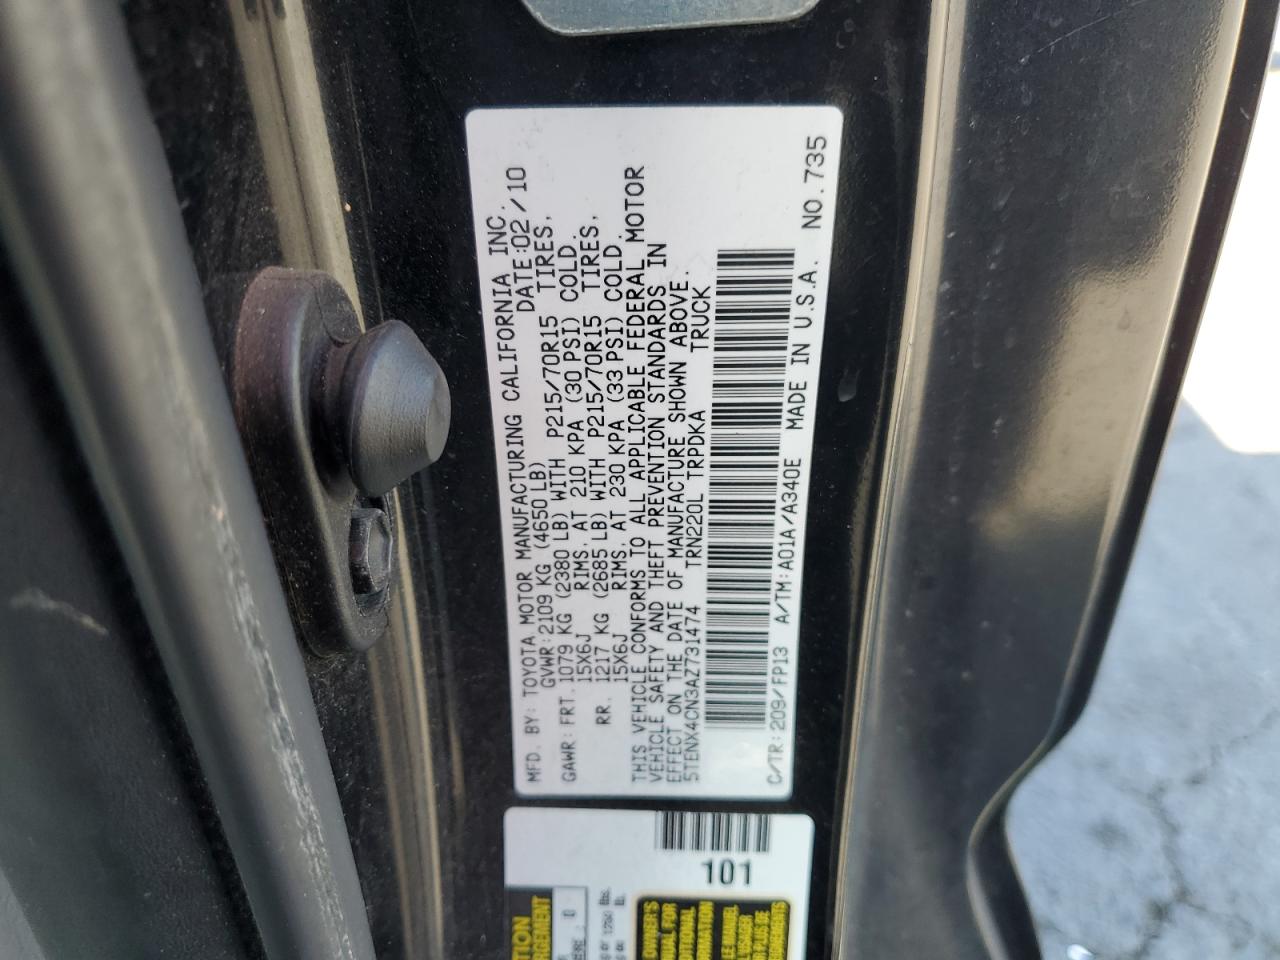 MFD. BY: TOYOTA MOTOR MANUFACTURING CALIFORNIA INC.
GVWR: 2109 KG (4650 LB) DATE: 02/10
GAWR: FRT. 1079 KG (2380 LB) WITH P215/70R15 TIRES.
15X6J RIMS. AT 210 KPA (30 PSI) COLD.
RR. 1217 KG (2685 LB) WITH P215/70R15 TIRES.
15X6J RIMS. AT 230 KPA (33 PSI) COLD.
THIS VEHICLE CONFORMS TO ALL APPLICABLE FEDERAL MOTOR
VEHICLE SAFETY AND THEFT PREVENTION STANDARDS IN
EFFECT ON THE DATE OF MANUFACTURE SHOWN ABOVE.
5TENX4CN3AZ731474 TRN220L TRPDKA TRUCK
C/TR: 209/FP13 A/TM: A01A/A340E MADE IN U.S.A. NO. 735
101